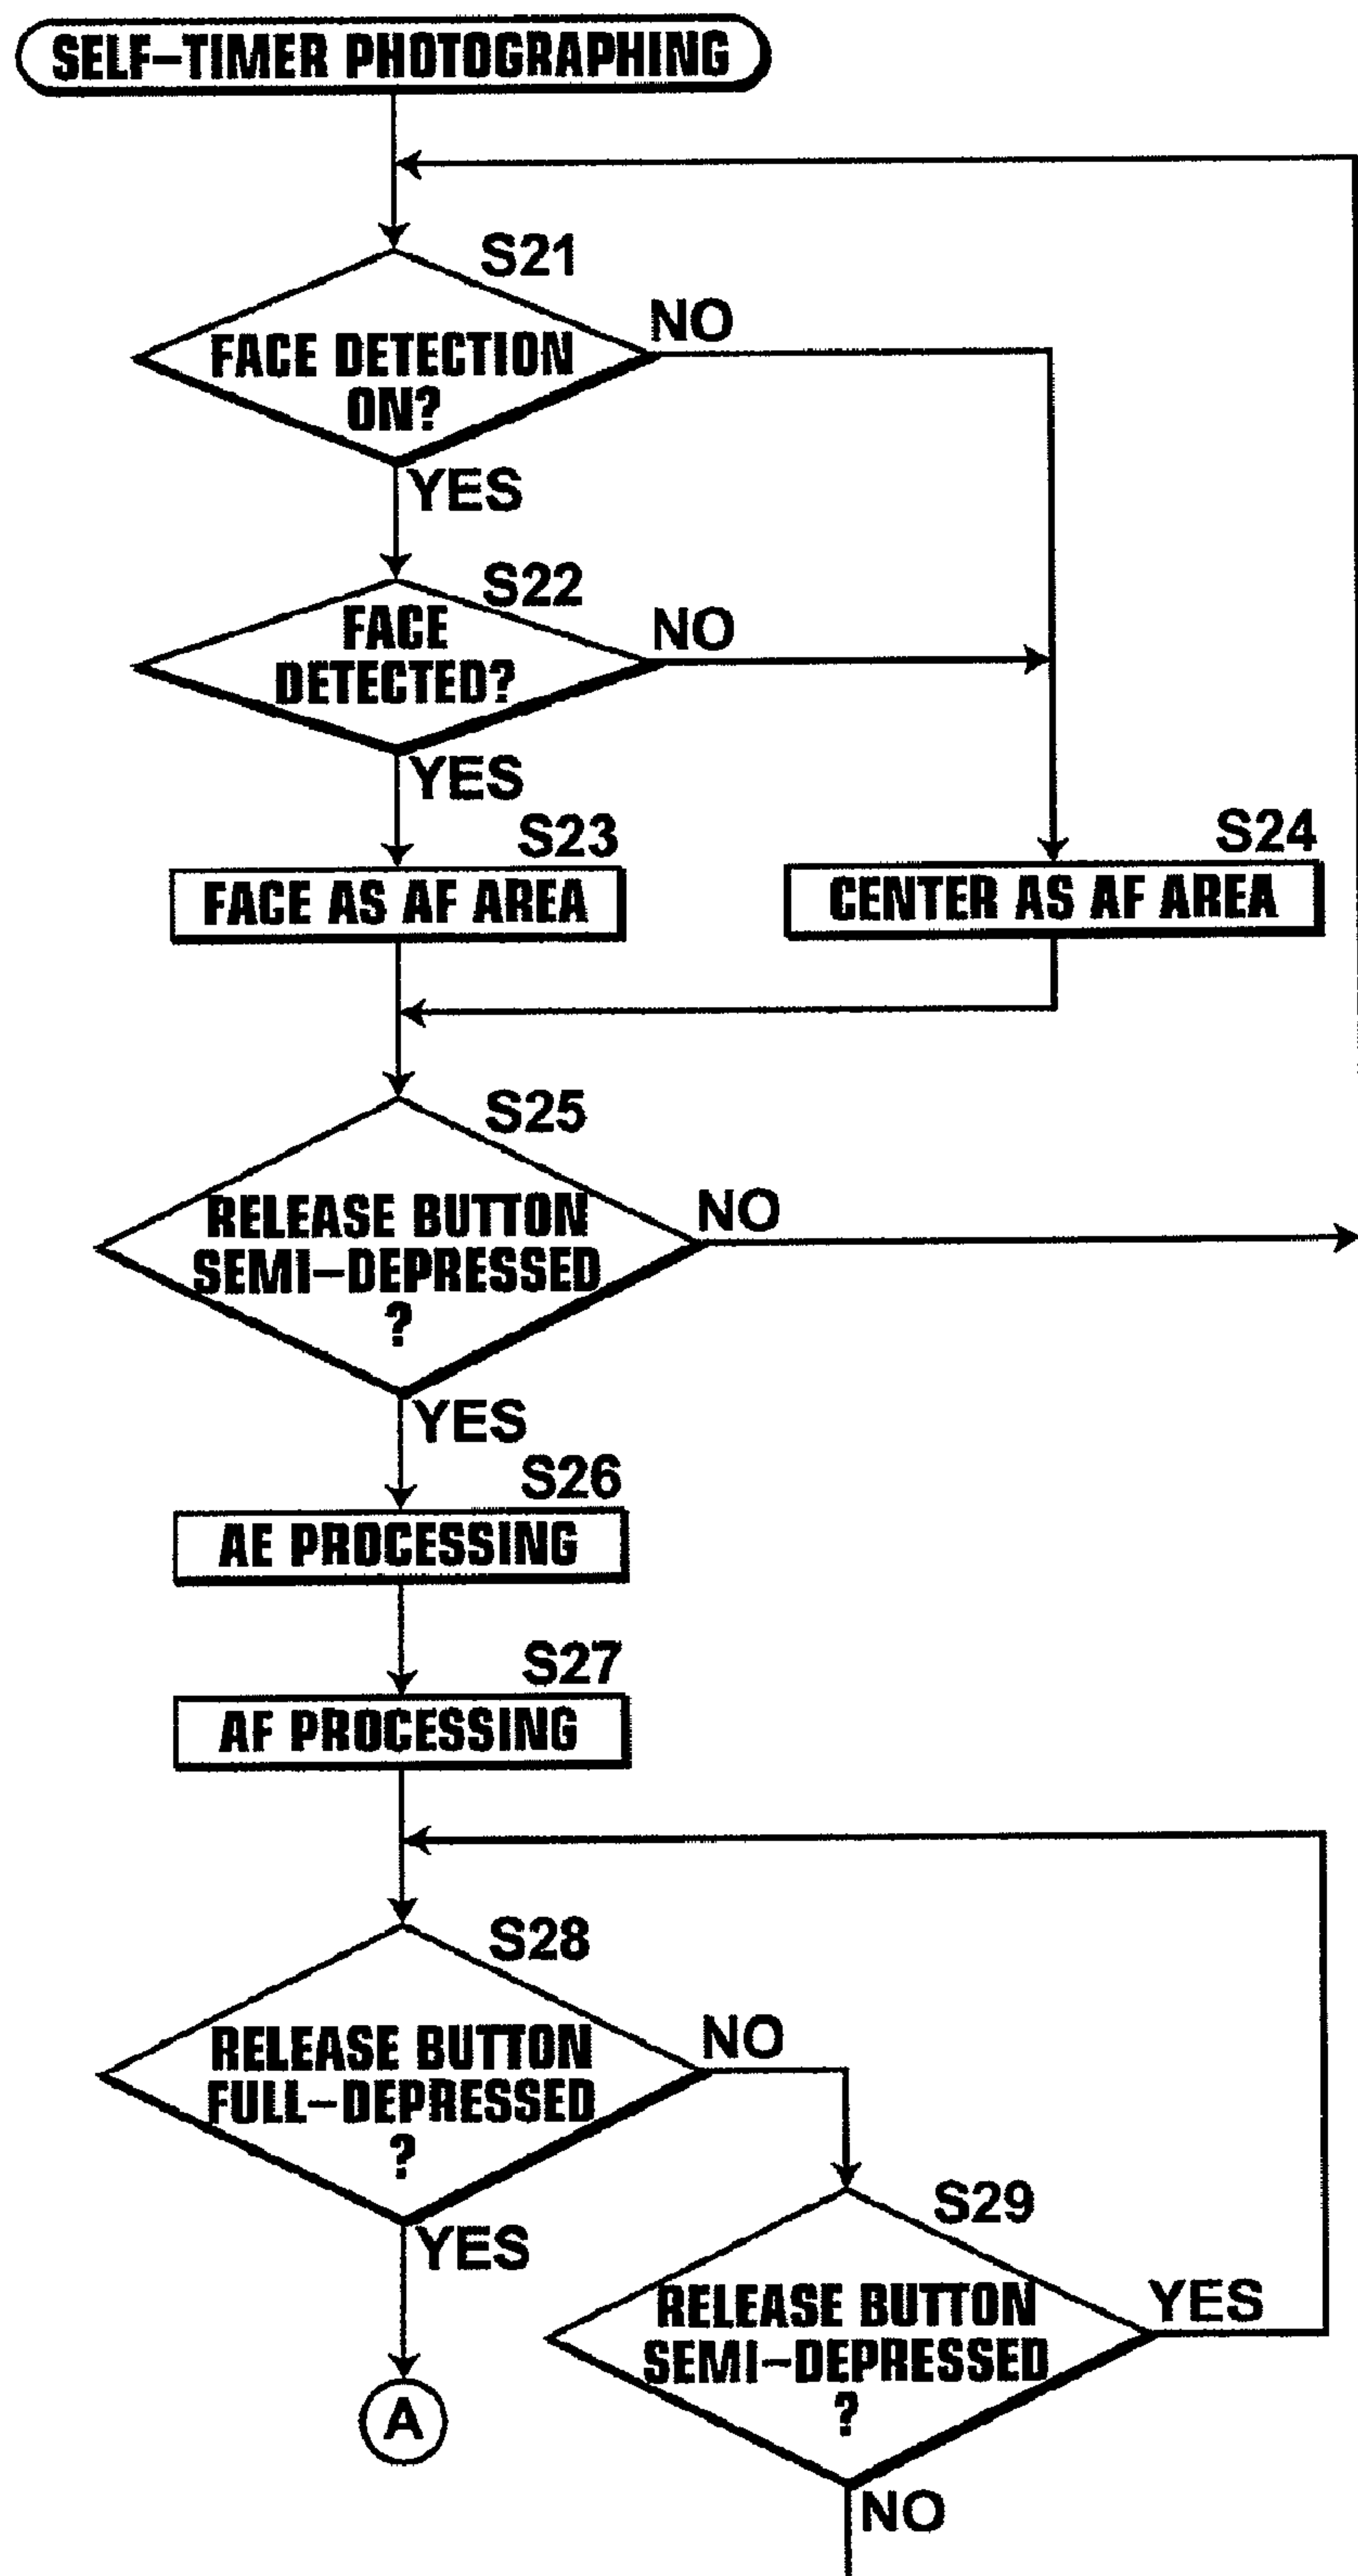 SELF-TIMER PHOTOGRAPHING
S21
FACE DETECTION
ON?
NO
YES
S22
FACE
DETECTED?
NO
YES
S23
FACE AS AF AREA
S24
CENTER AS AF AREA
S25
RELEASE BUTTON
SEMI-DEPRESSED
?
NO
YES
S26
AE PROCESSING
S27
AF PROCESSING
S28
RELEASE BUTTON
FULL-DEPRESSED
?
NO
YES
S29
RELEASE BUTTON
SEMI-DEPRESSED
?
YES
A
NO